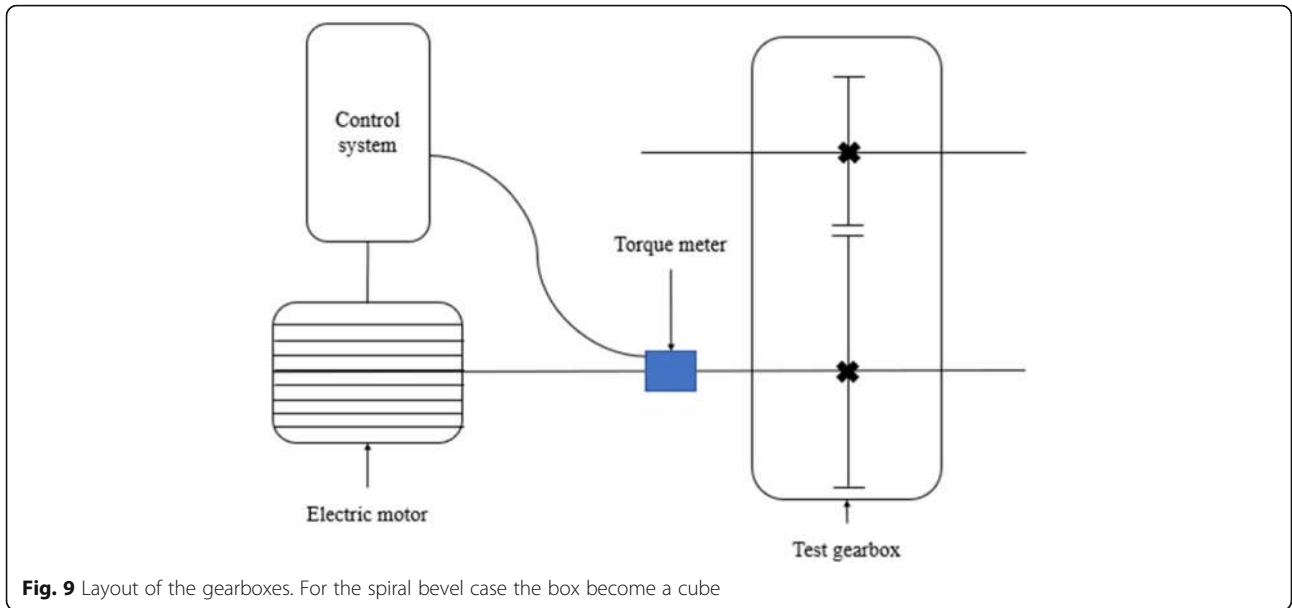 Control
system
Torque meter
Electric motor
Test gearbox
Fig. 9 Layout of the gearboxes. For the spiral bevel case the box become a cube